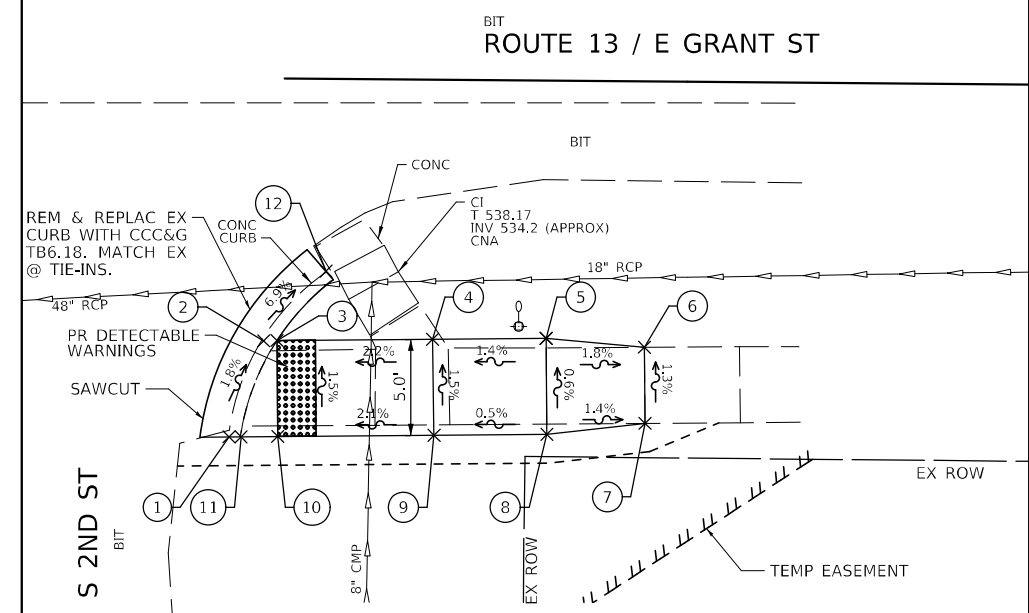 BIT
ROUTE 13 / E GRANT ST
BIT
CONC
12
CI
T 538.17
INV 534.2 (APPROX)
CNA
REM & REPLAC EX
CURB WITH CCC&G
TB6.18. MATCH EX
@ TIE-INS.
CONC
CURB
18" RCP
48" RCP
6.9%
2
3
4
5
6
PR DETECTABLE
WARNINGS
2.2%
1.4%
1.8%
1.8%
1.5%
5.0'
1.5%
0.6%
1.3%
SAWCUT
2.1%
0.5%
1.4%
1
11
10
9
8
7
EX ROW
S 2ND ST
BIT
8" CMP
EX ROW
TEMP EASEMENT